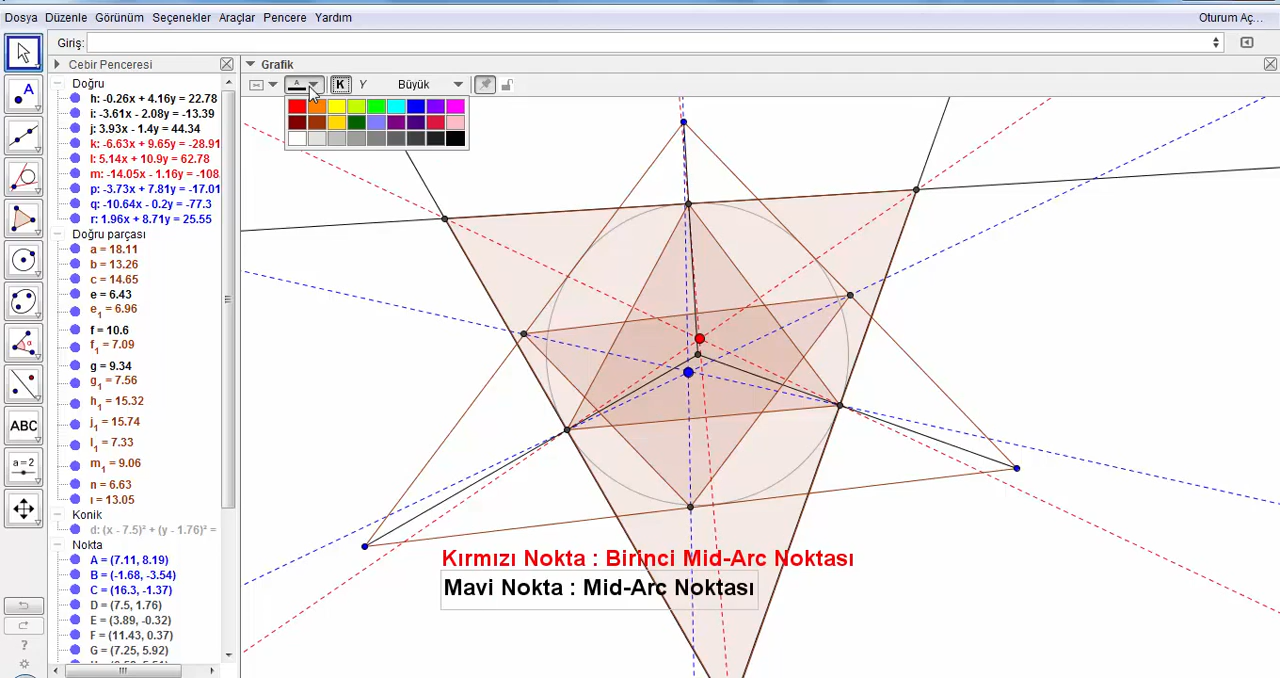 Dosya Düzenle Görünüm Seçenekler Araçlar Pencere Yardım Oturum Aç...
Giriş:
Cebir Penceresi Grafik
A K Y Büyük
Doğru
h: -0.26x + 4.16y = 22.78
i: -3.61x - 2.08y = -13.39
j: 3.93x - 1.4y = 44.34
k: -6.63x + 9.65y = -28.91
l: 5.14x + 10.9y = 62.78
m: -14.05x - 1.16y = -108.
p: -3.73x + 7.81y = -17.01
q: -10.64x - 0.2y = -77.3
r: 1.96x + 8.71y = 25.55
Doğru parçası
a = 18.11
b = 13.26
c = 14.65
e = 6.43
e1 = 6.96
f = 10.6
f1 = 7.09
g = 9.34
g1 = 7.56
h1 = 15.32
j1 = 15.74
l1 = 7.33
m1 = 9.06
n = 6.63
ı = 13.05
Konik
d: (x - 7.5)² + (y - 1.76)² =
Nokta
A = (7.11, 8.19)
B = (-1.68, -3.54)
C = (16.3, -1.37)
D = (7.5, 1.76)
E = (3.89, -0.32)
F = (11.43, 0.37)
G = (7.25, 5.92)
A
α
ABC
a=2
Kırmızı Nokta : Birinci Mid-Arc Noktası
Mavi Nokta : Mid-Arc Noktası